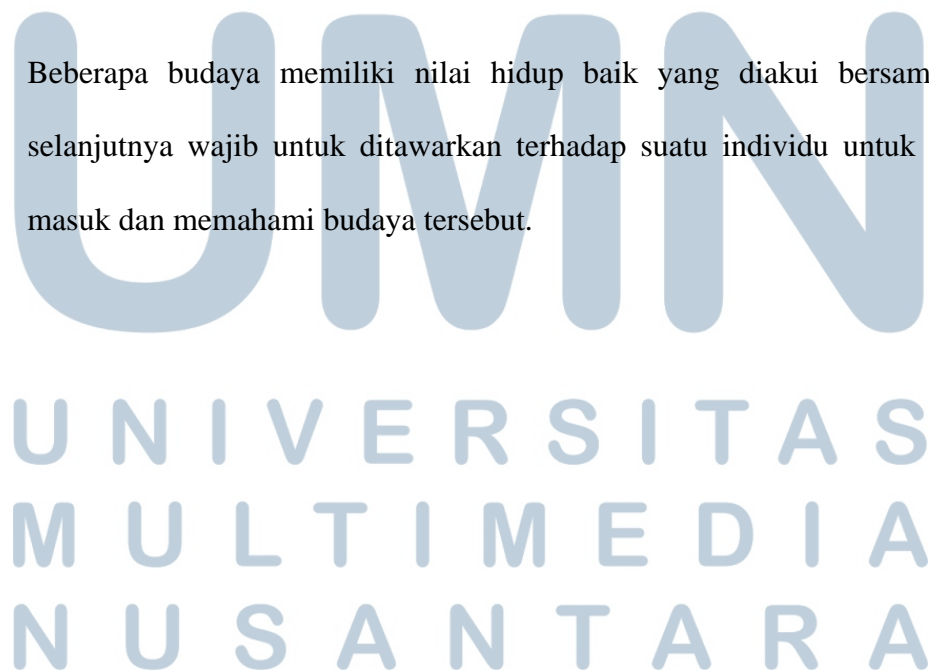 UMN
Beberapa budaya memiliki nilai hidup baik yang diakui bersam
selanjutnya wajib untuk ditawarkan terhadap suatu individu untuk
masuk dan memahami budaya tersebut.
UNIVERSITAS
MULTIMEDIA
NUSANTARA